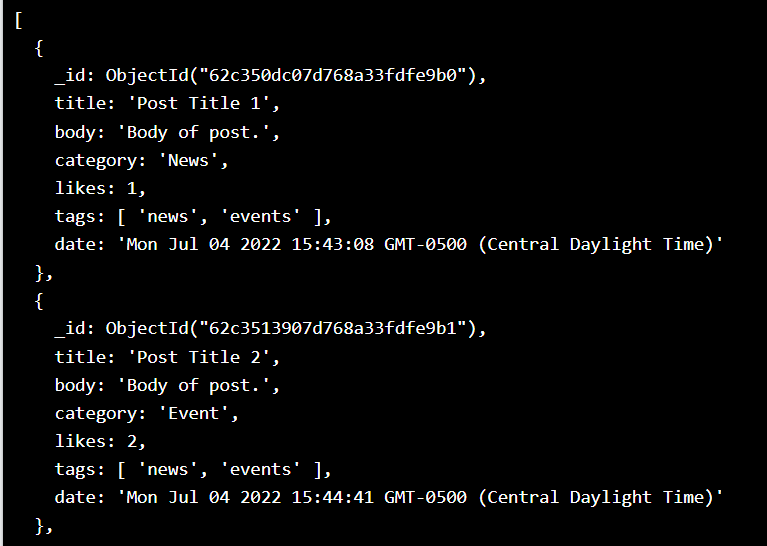 [
  {
    _id: ObjectId("62c350dc07d768a33fdfe9b0"),
    title: 'Post Title 1',
    body: 'Body of post.',
    category: 'News',
    likes: 1,
    tags: [ 'news', 'events' ],
    date: 'Mon Jul 04 2022 15:43:08 GMT-0500 (Central Daylight Time)'
  },
  {
    _id: ObjectId("62c3513907d768a33fdfe9b1"),
    title: 'Post Title 2',
    body: 'Body of post.',
    category: 'Event',
    likes: 2,
    tags: [ 'news', 'events' ],
    date: 'Mon Jul 04 2022 15:44:41 GMT-0500 (Central Daylight Time)'
  },